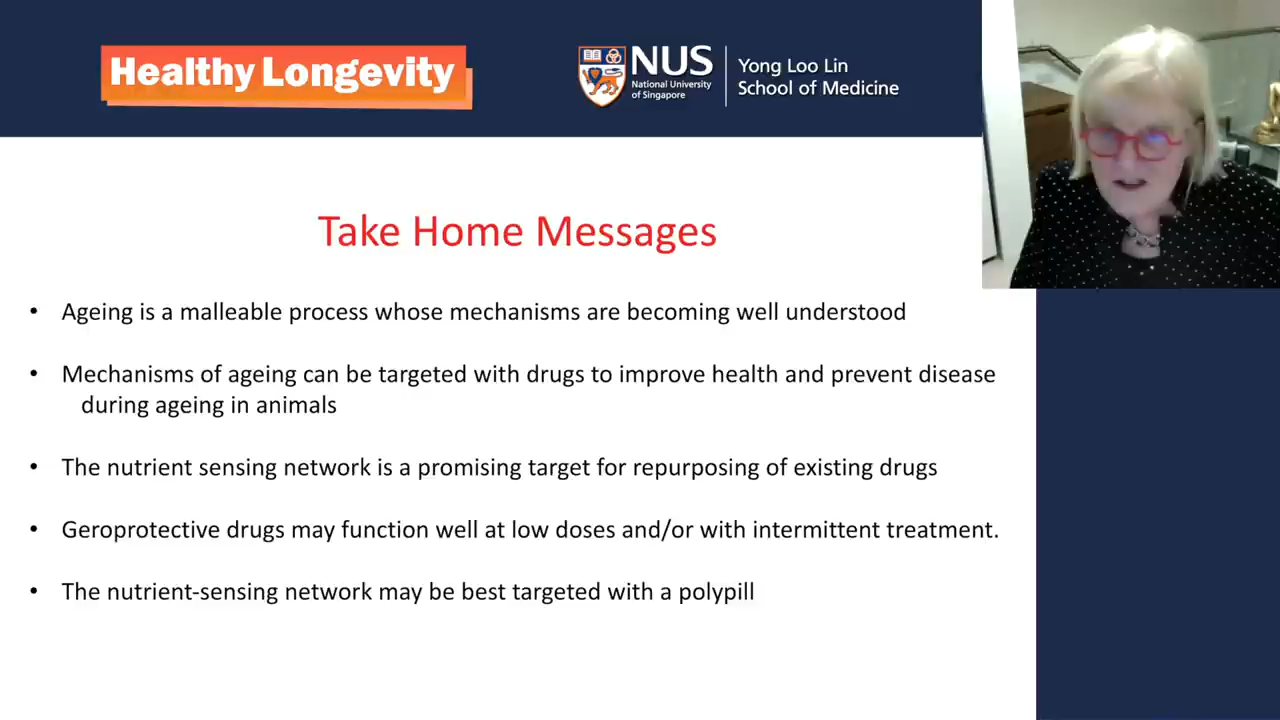 Healthy Longevity
NUS
National University
of Singapore
Yong Loo Lin
School of Medicine
Take Home Messages
• Ageing is a malleable process whose mechanisms are becoming well understood
• Mechanisms of ageing can be targeted with drugs to improve health and prevent disease
during ageing in animals
• The nutrient sensing network is a promising target for repurposing of existing drugs
• Geroprotective drugs may function well at low doses and/or with intermittent treatment.
• The nutrient-sensing network may be best targeted with a polypill